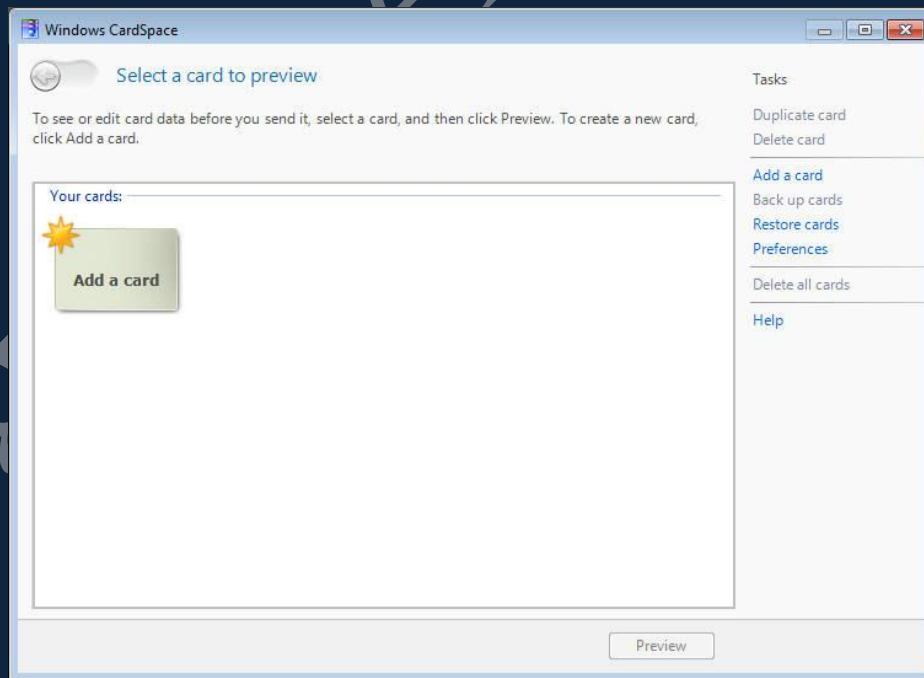 Windows CardSpace
Select a card to preview
To see or edit card data before you send it, select a card, and then click Preview. To create a new card,
click Add a card.
Your cards:
Add a card
Tasks
Duplicate card
Delete card
Add a card
Back up cards
Restore cards
Preferences
Delete all cards
Help
Preview